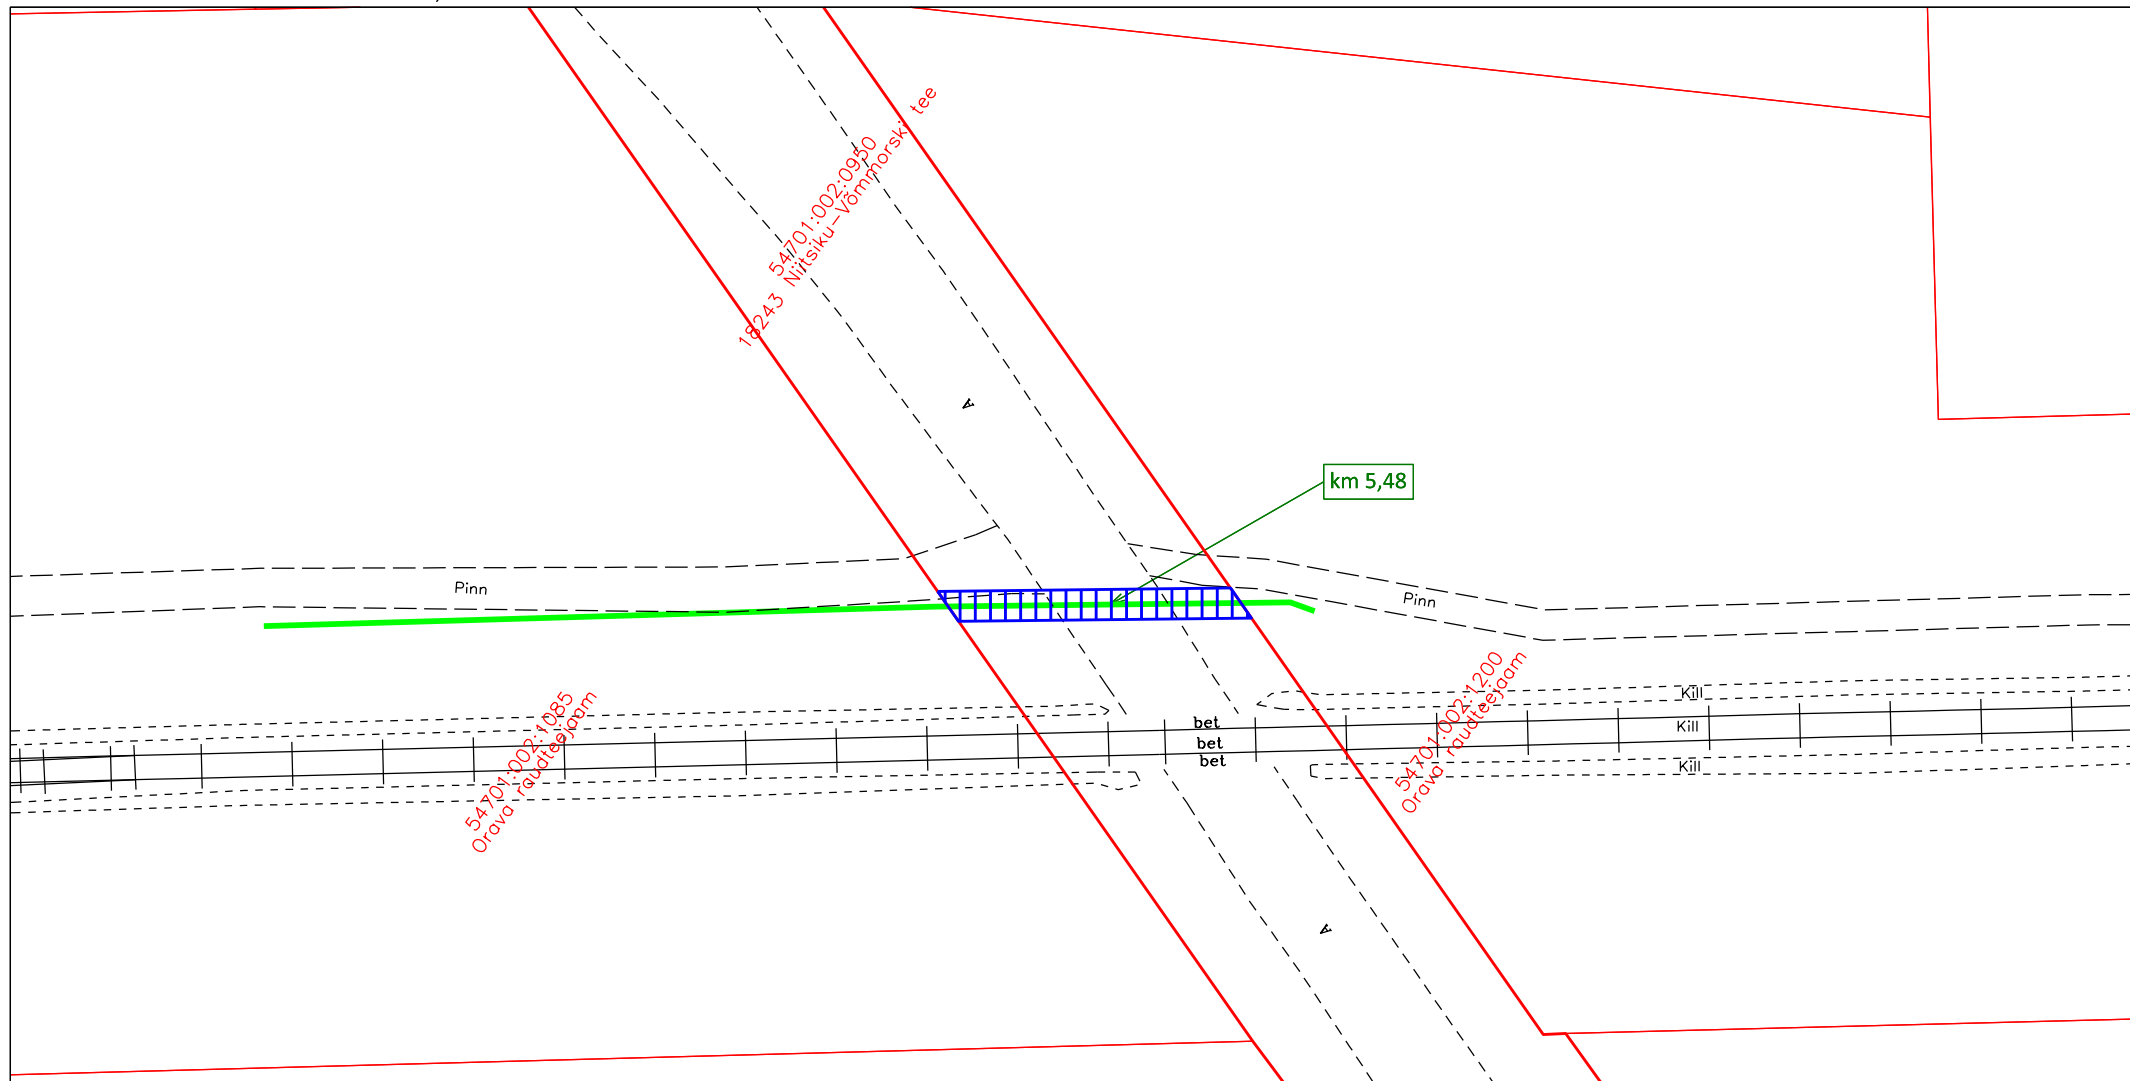 54701:002:0950
18243 Niitsiku-Võmmorski tee
A
km 5,48
Pinn
Pinn
54701:002:1085
Orava raudteejaam
54701:002:1200
Orava raudteejaam
bet
bet
bet
Kill
Kill
Kill
A